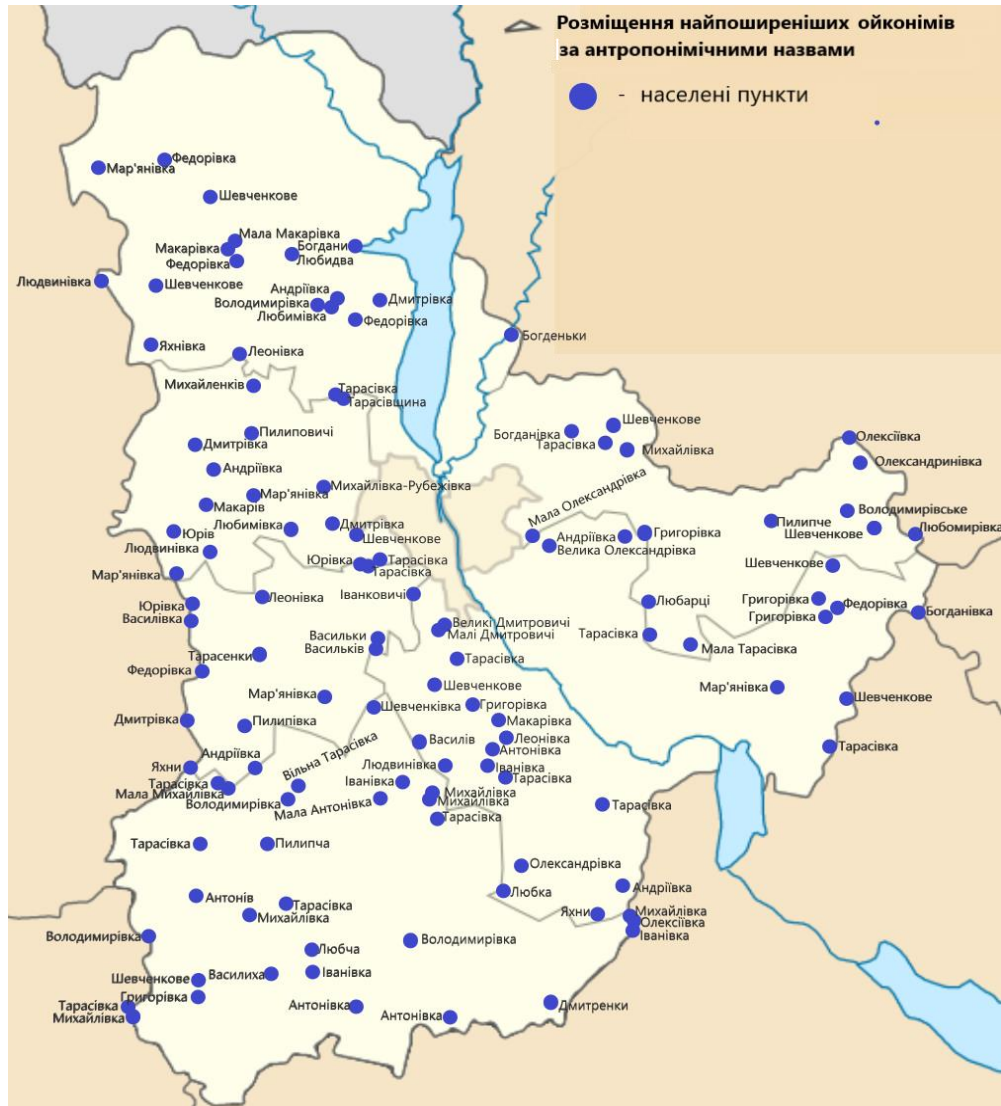 Розміщення найпоширеніших ойконімів
за антропонімічними назвами
- населені пункти
Федорівка
Мар'янівка
Шевченкове
Мала Макарівка
Макарівка
Федорівка
Богдани
Любидва
Людвинівка
Шевченкове
Андріївка
Володимирівка
Любимівка
Дмитрівка
Федорівка
Богденьки
Яхнівка
Леонівка
Михайленків
Тарасівка
Тарасівщина
Пилиповичі
Дмитрівка
Андріївка
Мар'янівка
Михайлівка-Рубежівка
Макарів
Любимівка
Дмитрівка
Шевченкове
Юрів
Людвинівка
Юрівка
Тарасівка
Тарасівка
Мар'янівка
Леонівка
Іванковичі
Юрівка
Василівка
Великі Дмитровичі
Малі Дмитровичі
Васильки
Васильків
Тарасенки
Тарасівка
Федорівка
Шевченкове
Мар'янівка
Шевченківка
Григорівка
Дмитрівка
Пилипівка
Макарівка
Василів
Леонівка
Антонівка
Андріївка
Вільна Тарасівка
Яхни
Людвинівка
Іванівка
Тарасівка
Іванівка
Тарасівка
Мала Михайлівка
Володимирівка
Мала Антонівка
Михайлівка
Михайлівка
Тарасівка
Тарасівка
Тарасівка
Пилипча
Олександрівка
Антонів
Тарасівка
Михайлівка
Любка
Андріївка
Яхни
Михайлівка
Олексіївка
Іванівка
Володимирівка
Володимирівка
Любча
Шевченкове
Василиха
Іванівка
Григорівка
Тарасівка
Михайлівка
Антонівка
Антонівка
Дмитренки
Шевченкове
Богданівка
Тарасівка
Михайлівка
Олексіївка
Олександринівка
Мала Олександрівка
Володимирівське
Пилипче
Шевченкове
Любомирівка
Андріївка
Григорівка
Велика Олександрівка
Шевченкове
Любарці
Григорівка
Федорівка
Григорівка
Богданівка
Тарасівка
Мала Тарасівка
Мар'янівка
Шевченкове
Тарасівка